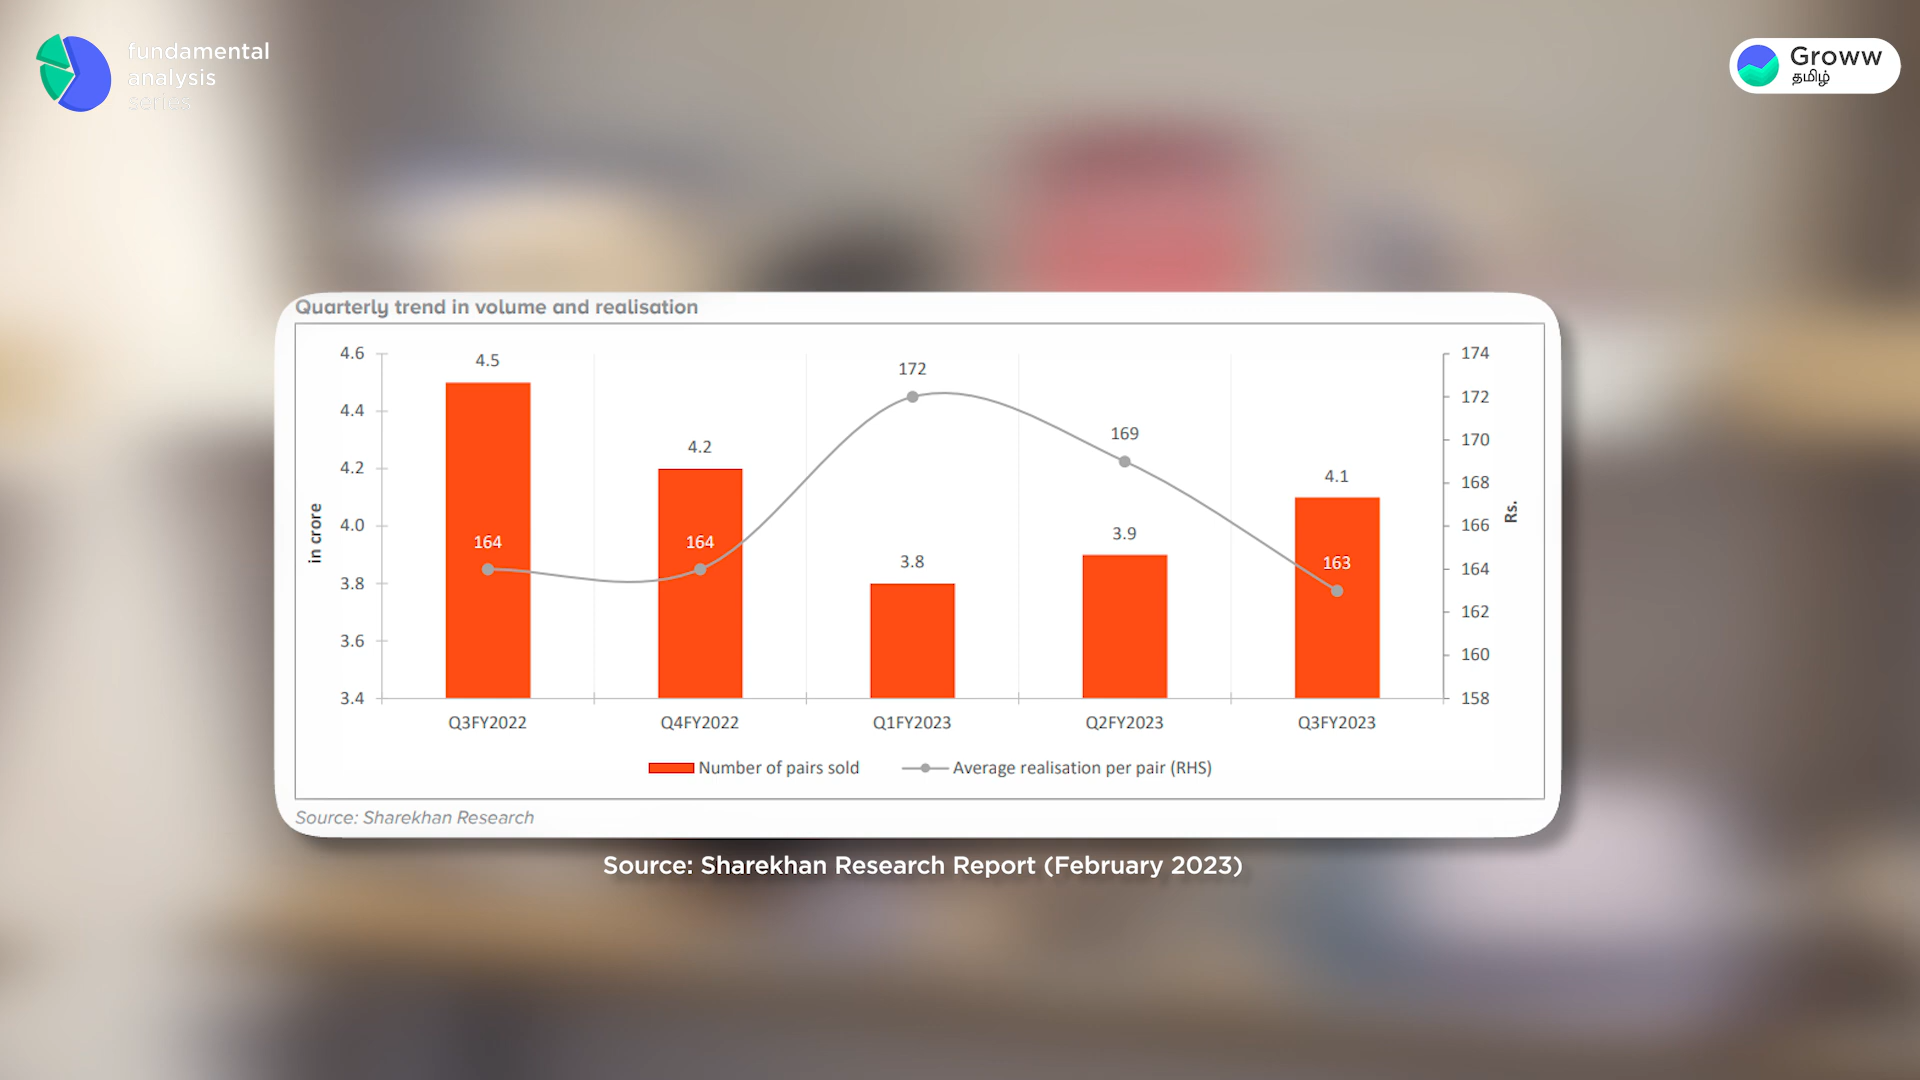 fundamental
analysis
series
Groww
தமிழ்
Quarterly trend in volume and realisation
4.6
4.4
4.2
4.0
3.8
3.6
3.4
in crore
4.5
4.2
3.8
3.9
4.1
164
164
172
169
163
174
172
170
168
166
164
162
160
158
Rs.
Q3FY2022 Q4FY2022 Q1FY2023 Q2FY2023 Q3FY2023
Number of pairs sold Average realisation per pair (RHS)
Source: Sharekhan Research
Source: Sharekhan Research Report (February 2023)